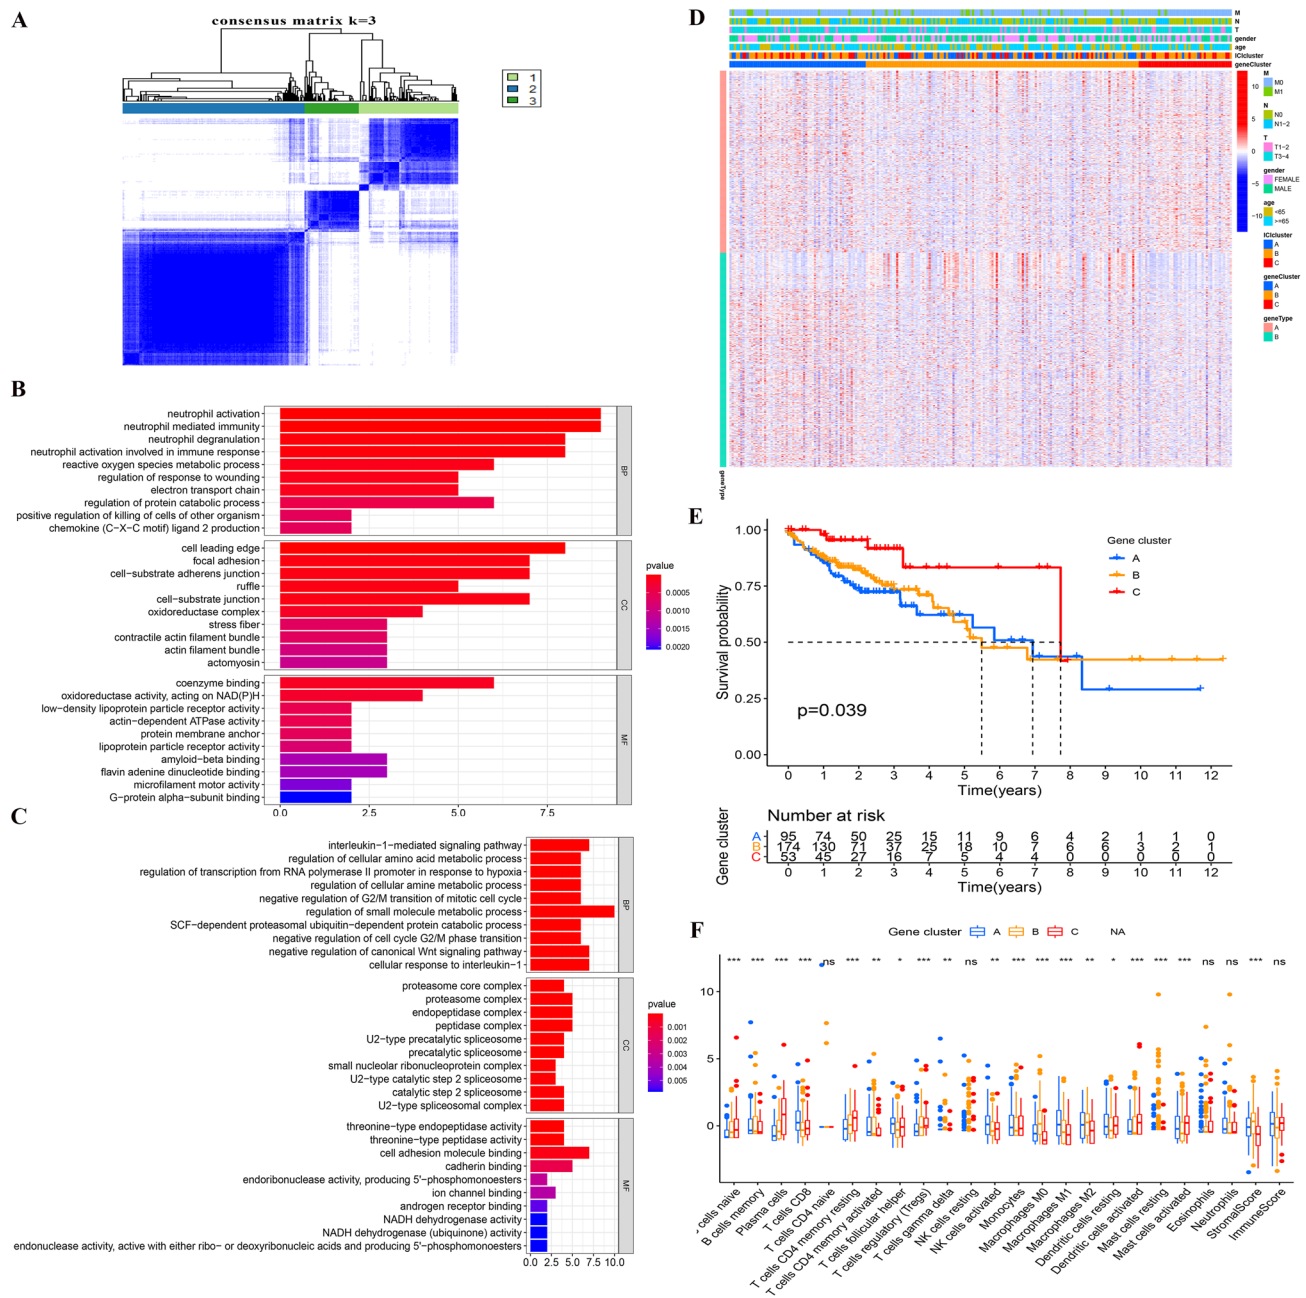 A
consensus matrix k=3
1
2
3
B
neutrophil activation
neutrophil mediated immunity
neutrophil degranulation
neutrophil activation involved in immune response
reactive oxygen species metabolic process
regulation of response to wounding
electron transport chain
regulation of protein catabolic process
positive regulation of killing of cells of other organism
chemokine (C−X−C motif) ligand 2 production
BP
cell leading edge
focal adhesion
cell−substrate adherens junction
ruffle
cell−substrate junction
oxidoreductase complex
stress fiber
contractile actin filament bundle
actin filament bundle
actomyosin
CC
coenzyme binding
oxidoreductase activity, acting on NAD(P)H
low−density lipoprotein particle receptor activity
actin−dependent ATPase activity
protein membrane anchor
lipoprotein particle receptor activity
amyloid−beta binding
flavin adenine dinucleotide binding
microfilament motor activity
G−protein alpha−subunit binding
MF
0.0 2.5 5.0 7.5
pvalue
0.0005
0.0010
0.0015
0.0020
C
interleukin−1−mediated signaling pathway
regulation of cellular amino acid metabolic process
regulation of transcription from RNA polymerase II promoter in response to hypoxia
regulation of cellular amine metabolic process
negative regulation of G2/M transition of mitotic cell cycle
regulation of small molecule metabolic process
SCF−dependent proteasomal ubiquitin−dependent protein catabolic process
negative regulation of cell cycle G2/M phase transition
negative regulation of canonical Wnt signaling pathway
cellular response to interleukin−1
BP
proteasome core complex
proteasome complex
endopeptidase complex
peptidase complex
U2−type precatalytic spliceosome
precatalytic spliceosome
small nucleolar ribonucleoprotein complex
U2−type catalytic step 2 spliceosome
catalytic step 2 spliceosome
U2−type spliceosomal complex
CC
threonine−type endopeptidase activity
threonine−type peptidase activity
cell adhesion molecule binding
cadherin binding
endoribonuclease activity, producing 5'−phosphomonoesters
ion channel binding
androgen receptor binding
NADH dehydrogenase activity
NADH dehydrogenase (ubiquinone) activity
endonuclease activity, active with either ribo− or deoxyribonucleic acids and producing 5'−phosphomonoesters
MF
0.0 2.5 5.0 7.5 10.0
pvalue
0.001
0.002
0.003
0.004
0.005
D
M
N
T
gender
age
ICIcluster
geneCluster
geneType
10
5
0
−5
−10
M
M0
M1
N
N0
N1−2
T
T1−2
T3−4
gender
FEMALE
MALE
age
<65
>=65
ICIcluster
A
B
C
geneCluster
A
B
C
geneType
A
B
E
Survival probability
1.00
0.75
0.50
0.25
0.00
p=0.039
Gene cluster
A
B
C
0 1 2 3 4 5 6 7 8 9 10 11 12
Time(years)
Number at risk
Gene cluster
A 95 74 50 25 15 11 9 6 4 2 1 1 0
B 174 130 71 37 25 18 10 7 6 6 3 2 1
C 53 45 27 16 7 5 4 4 0 0 0 0 0
0 1 2 3 4 5 6 7 8 9 10 11 12
Time(years)
F
Gene cluster A B C NA
*** *** *** *** ns *** ** * *** ** ns ** *** *** *** ** * *** *** *** ns ns *** ns
10
5
0
cells naive
B cells memory
Plasma cells
T cells CD8
T cells CD4 naive
T cells CD4 memory resting
T cells CD4 memory activated
T cells follicular helper
T cells regulatory (Tregs)
T cells gamma delta
NK cells resting
NK cells activated
Monocytes
Macrophages M0
Macrophages M1
Macrophages M2
Dendritic cells resting
Dendritic cells activated
Mast cells resting
Mast cells activated
Eosinophils
Neutrophils
StromalScore
ImmuneScore